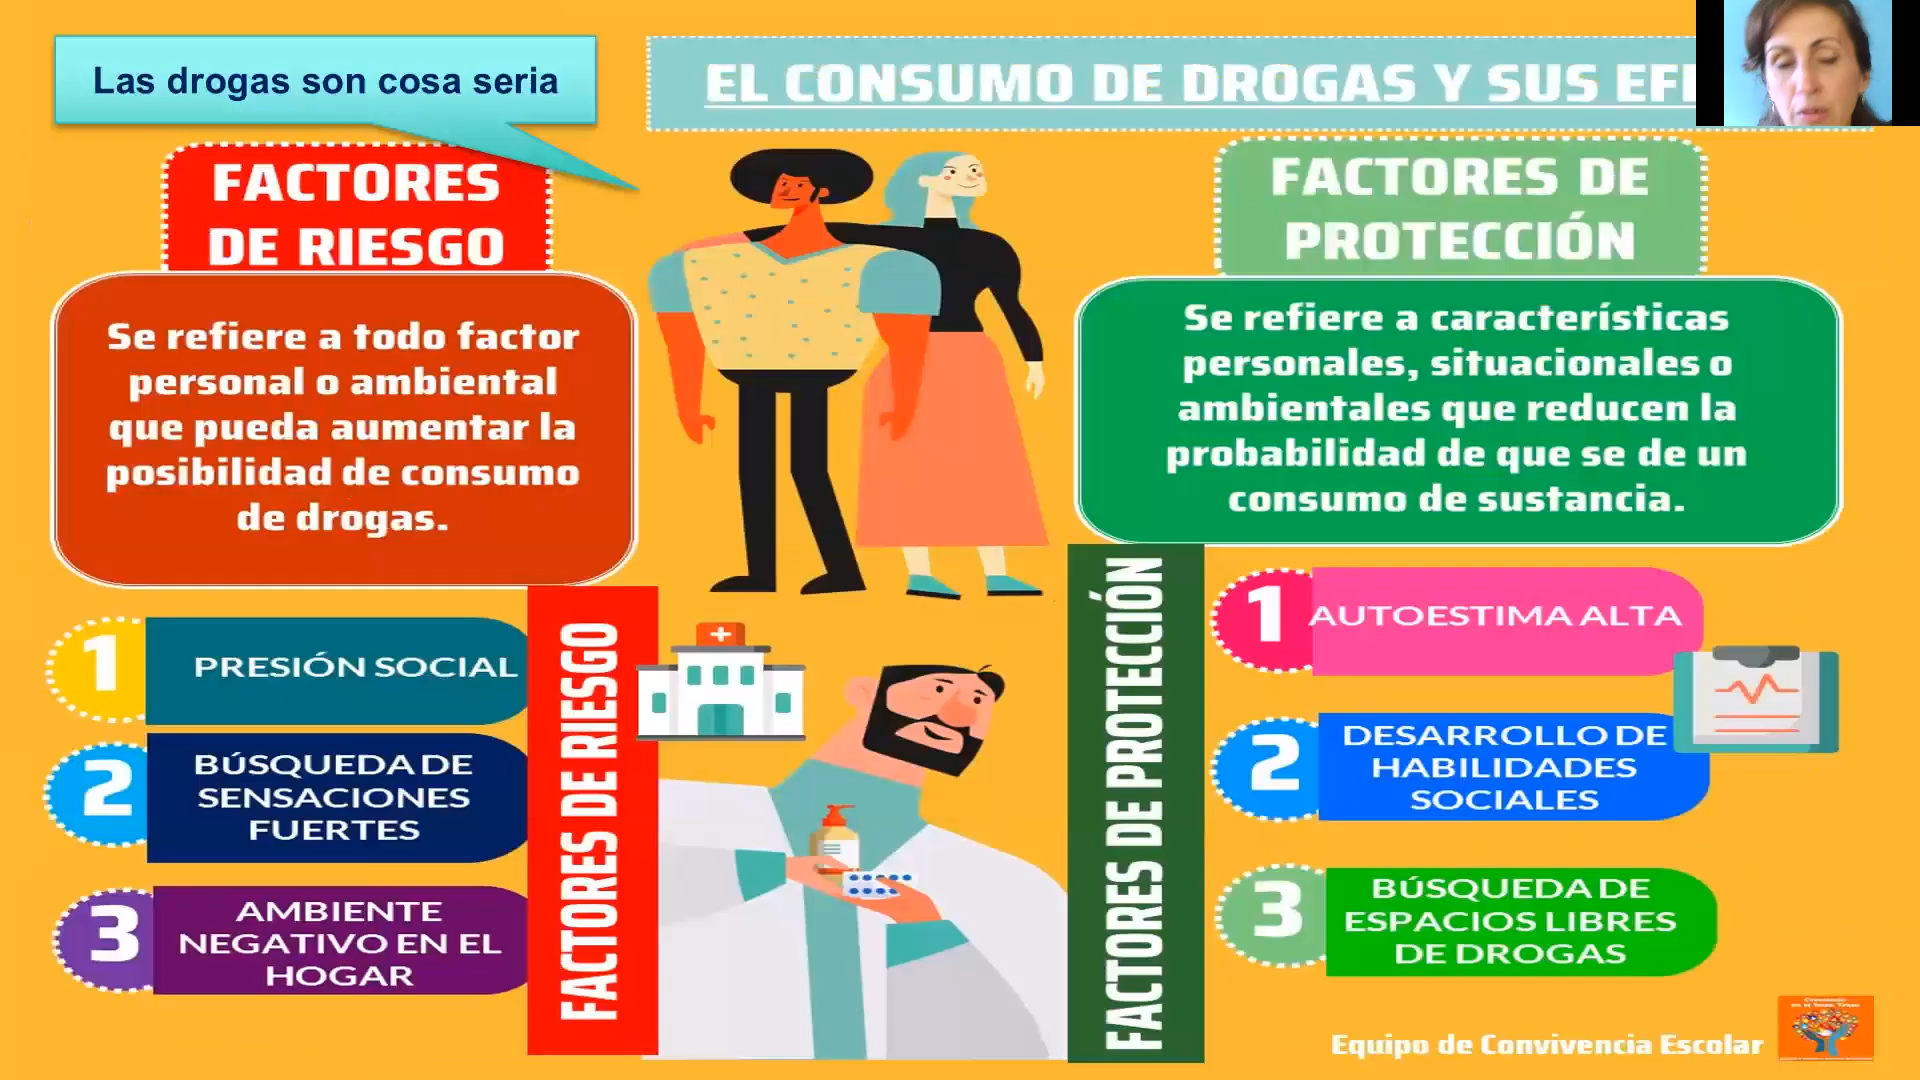 Las drogas son cosa seria
EL CONSUMO DE DROGAS Y SUS
FACTORES
DE RIESGO
Se refiere a todo factor
personal o ambiental
que pueda aumentar la
posibilidad de consumo
de drogas.
FACTORES DE
PROTECCIÓN
Se refiere a características
personales, situacionales o
ambientales que reducen la
probabilidad de que se de un
consumo de sustancia.
FACTORES DE RIESGO
1
PRESIÓN SOCIAL
2
BÚSQUEDA DE
SENSACIONES
FUERTES
3
AMBIENTE
NEGATIVO EN EL
HOGAR
FACTORES DE PROTECCIÓN
1
AUTOESTIMA ALTA
2
DESARROLLO DE
HABILIDADES
SOCIALES
3
BÚSQUEDA DE
ESPACIOS LIBRES
DE DROGAS
Equipo de Convivencia Escolar